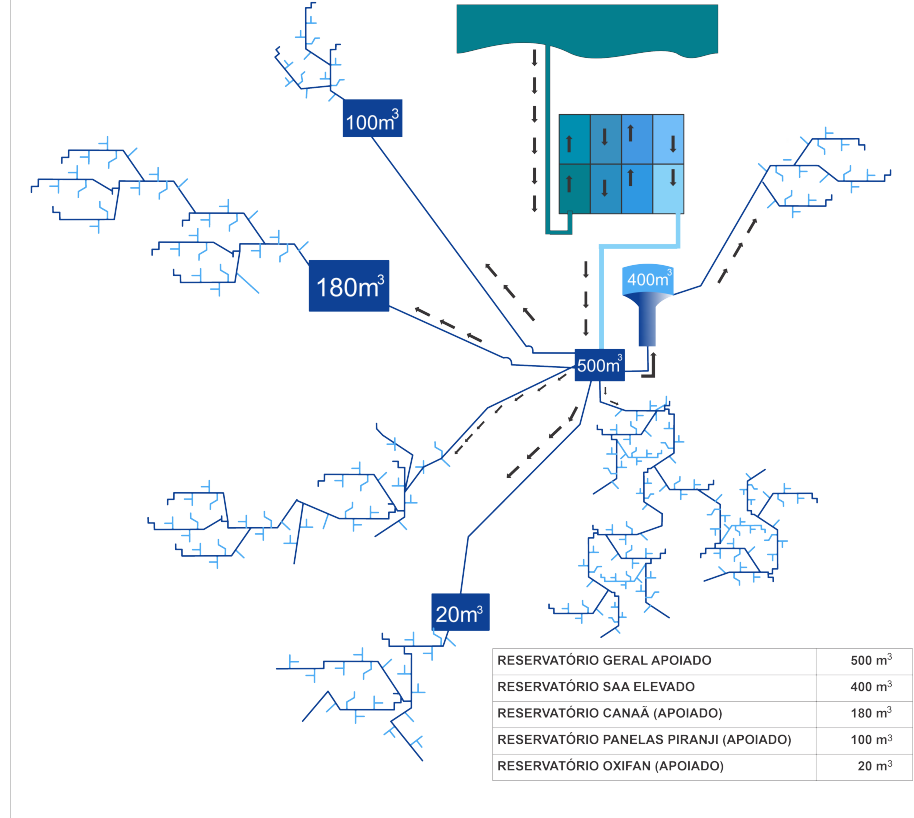 100m³
180m³
400m³
500m³
20m³
RESERVATÓRIO GERAL APOIADO 500 m³
RESERVATÓRIO SAA ELEVADO 400 m³
RESERVATÓRIO CANAÃ (APOIADO) 180 m³
RESERVATÓRIO PANELAS PIRANJI (APOIADO) 100 m³
RESERVATÓRIO OXIFAN (APOIADO) 20 m³